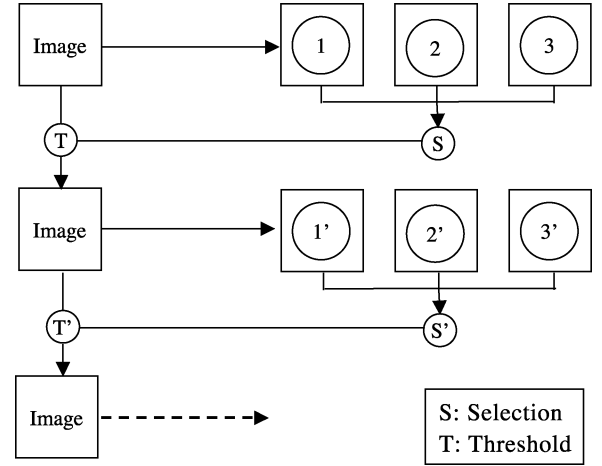 Image
1
2
3
T
S
Image
1’
2’
3’
T’
S’
Image
S: Selection
T: Threshold